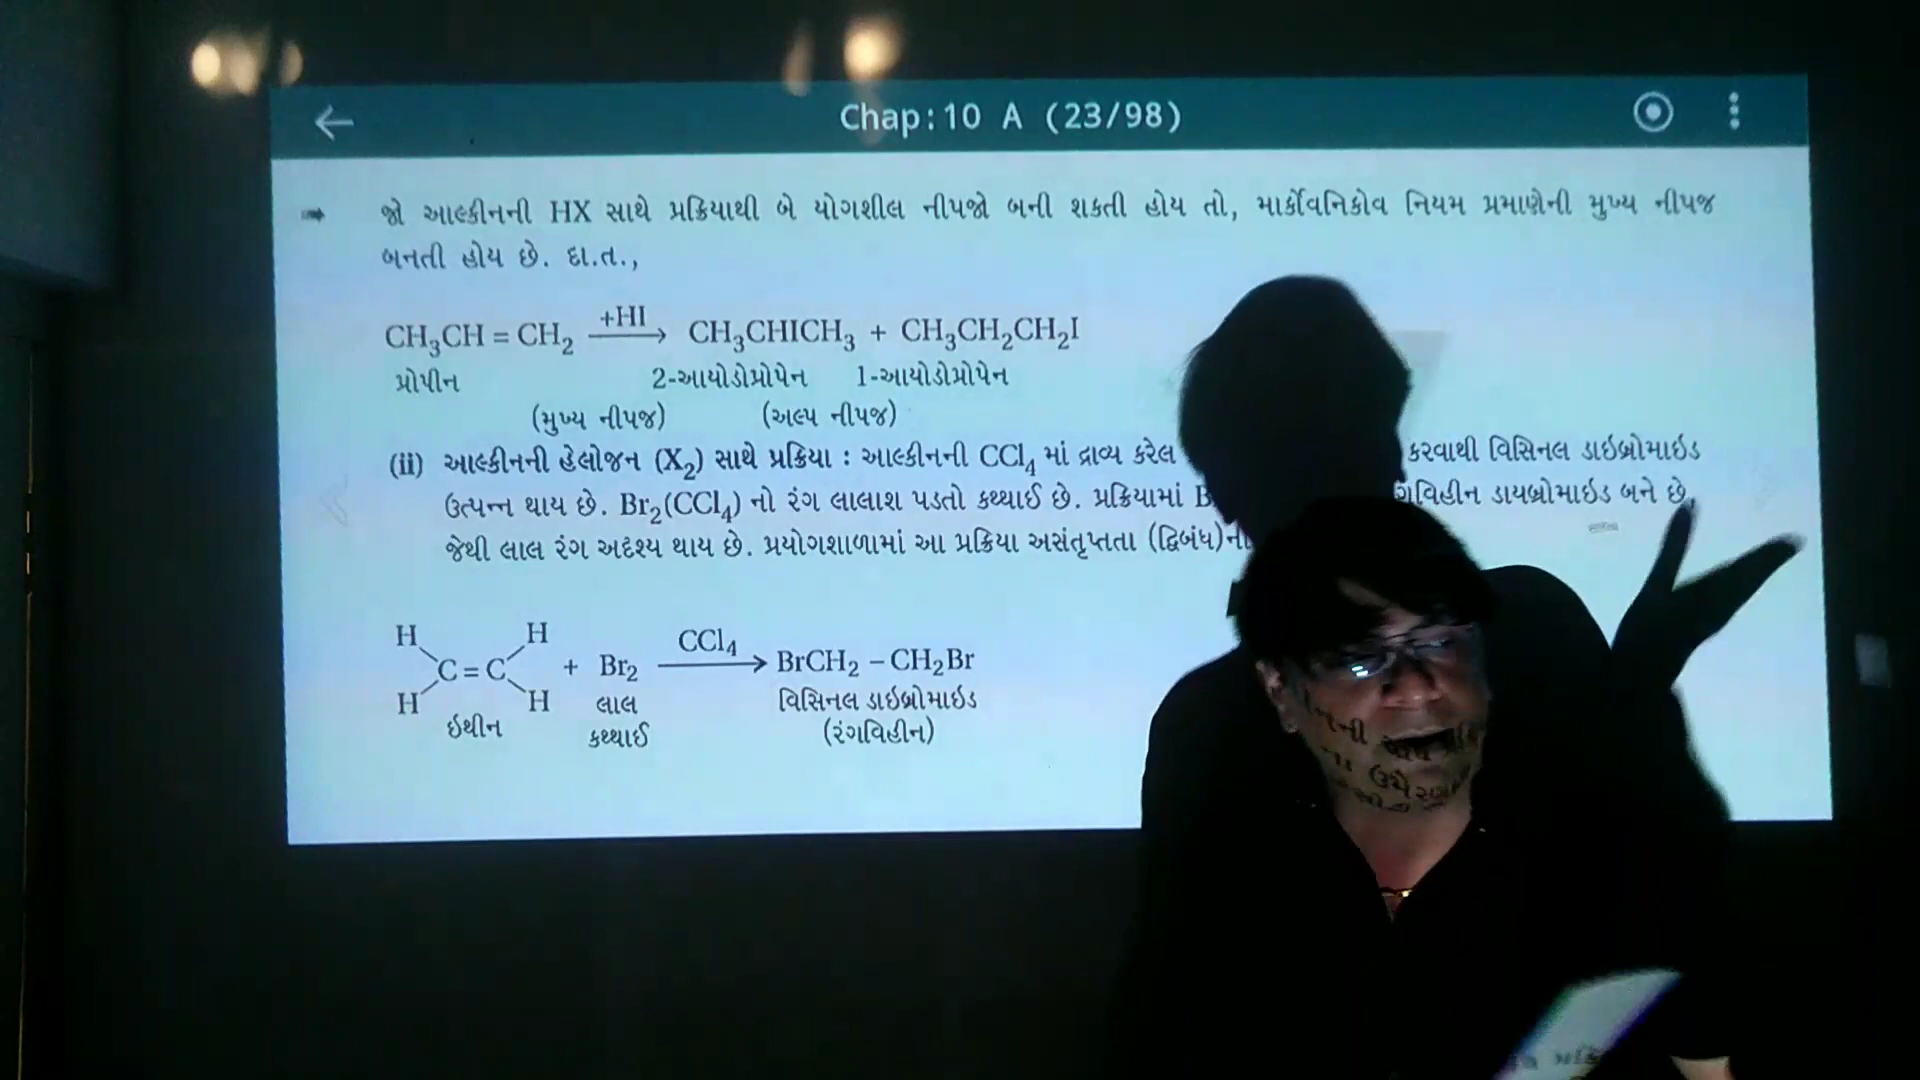 Chap:10 A (23/98)
જો આલ્કીનની HX સાથે પ્રક્રિયાથી બે યોગશીલ નીપજો બની શકતી હોય તો, માર્કોવનિકોવ નિયમ પ્રમાણેની મુખ્ય નીપજ
બનતી હોય છે. દા.ત.,
CH₃CH = CH₂ +HI → CH₃CHICH₃ + CH₃CH₂CH₂I
પ્રોપીન 2-આયોડોપ્રોપેન 1-આયોડોપ્રોપેન
(મુખ્ય નીપજ) (અલ્પ નીપજ)
(ii) આલ્કીનની હેલોજન (X₂) સાથે પ્રક્રિયા : આલ્કીનની CCl₄ માં દ્રાવ્ય કરેલ કરવાથી વિસિનલ ડાઇબ્રોમાઇડ
ઉત્પન્ન થાય છે. Br₂(CCl₄) નો રંગ લાલાશ પડતો કથ્થાઈ છે. પ્રક્રિયામાં ડાયબ્રોમાઇડ બને છે,
જેથી લાલ રંગ અદૃશ્ય થાય છે. પ્રયોગશાળામાં આ પ્રક્રિયા અસંતૃપ્તતા (દ્વિબંધ)ની
H H
C = C + Br₂ CCl₄ → BrCH₂ – CH₂Br
H H લાલ વિસિનલ ડાઇબ્રોમાઇડ
ઇથીન કથ્થાઈ (રંગવિહીન)